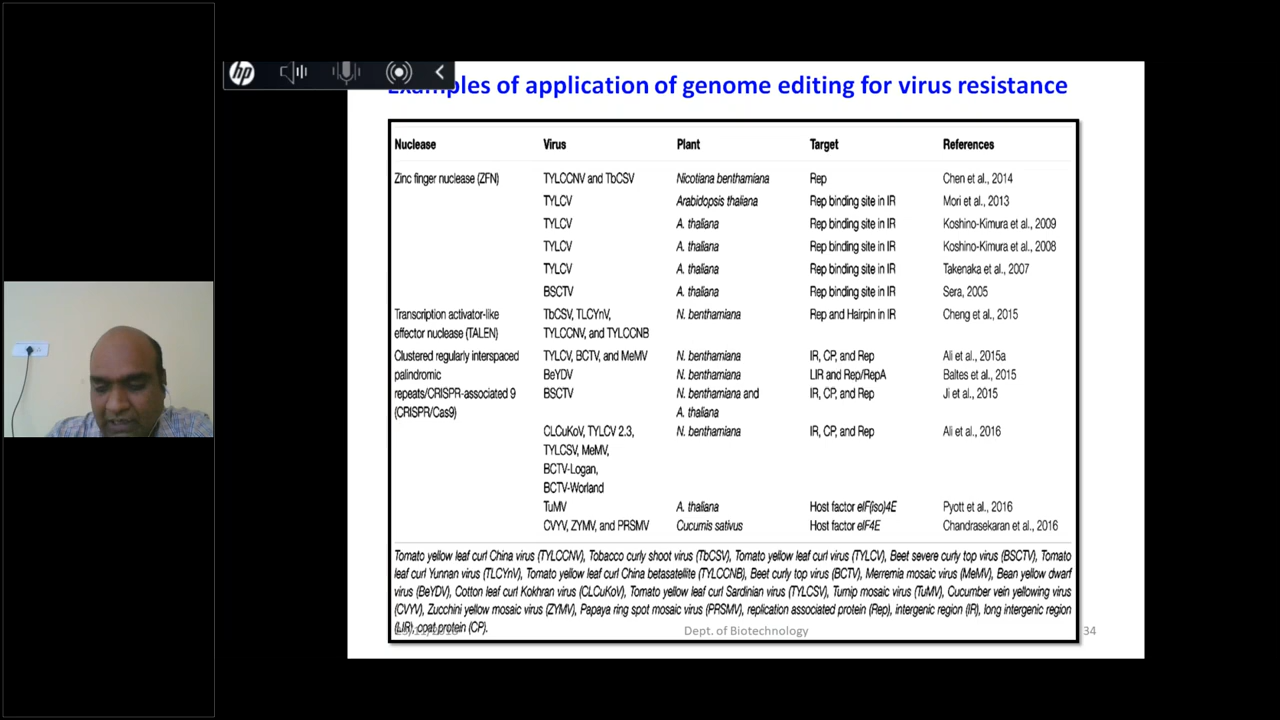 hp
Examples of application of genome editing for virus resistance
Nuclease Virus Plant Target References
Zinc finger nuclease (ZFN) TYLCCNV and TbCSV Nicotiana benthamiana Rep Chen et al., 2014
TYLCV Arabidopsis thaliana Rep binding site in IR Mori et al., 2013
TYLCV A. thaliana Rep binding site in IR Koshino-Kimura et al., 2009
TYLCV A. thaliana Rep binding site in IR Koshino-Kimura et al., 2008
TYLCV A. thaliana Rep binding site in IR Takenaka et al., 2007
BSCTV A. thaliana Rep binding site in IR Sera, 2005
Transcription activator-like TbCSV, TLCYnV, N. benthamiana Rep and Hairpin in IR Cheng et al., 2015
effector nuclease (TALEN) TYLCCNV, and TYLCCNB
Clustered regularly interspaced TYLCV, BCTV, and MeMV N. benthamiana IR, CP, and Rep Ali et al., 2015a
palindromic BeYDV N. benthamiana LIR and Rep/RepA Baltes et al., 2015
repeats/CRISPR-associated 9 BSCTV N. benthamiana and IR, CP, and Rep Ji et al., 2015
(CRISPR/Cas9) A. thaliana
CLCuKoV, TYLCV 2.3, N. benthamiana IR, CP, and Rep Ali et al., 2016
TYLCSV, MeMV,
BCTV-Logan,
BCTV-Worland
TuMV A. thaliana Host factor eIF(iso)4E Pyott et al., 2016
CVYV, ZYMV, and PRSMV Cucumis sativus Host factor eIF4E Chandrasekaran et al., 2016
Tomato yellow leaf curl China virus (TYLCCNV), Tobacco curly shoot virus (TbCSV), Tomato yellow leaf curl virus (TYLCV), Beet severe curly top virus (BSCTV), Tomato
leaf curl Yunnan virus (TLCYnV), Tomato yellow leaf curl China betasatellite (TYLCCNB), Beet curly top virus (BCTV), Merremia mosaic virus (MeMV), Bean yellow dwarf
virus (BeYDV), Cotton leaf curl Kokhran virus (CLCuKoV), Tomato yellow leaf curl Sardinian virus (TYLCSV), Turnip mosaic virus (TuMV), Cucumber vein yellowing virus
(CVYV), Zucchini yellow mosaic virus (ZYMV), Papaya ring spot mosaic virus (PRSMV), replication associated protein (Rep), intergenic region (IR), long intergenic region
(LIR), coat protein (CP).
Dept. of Biotechnology 34